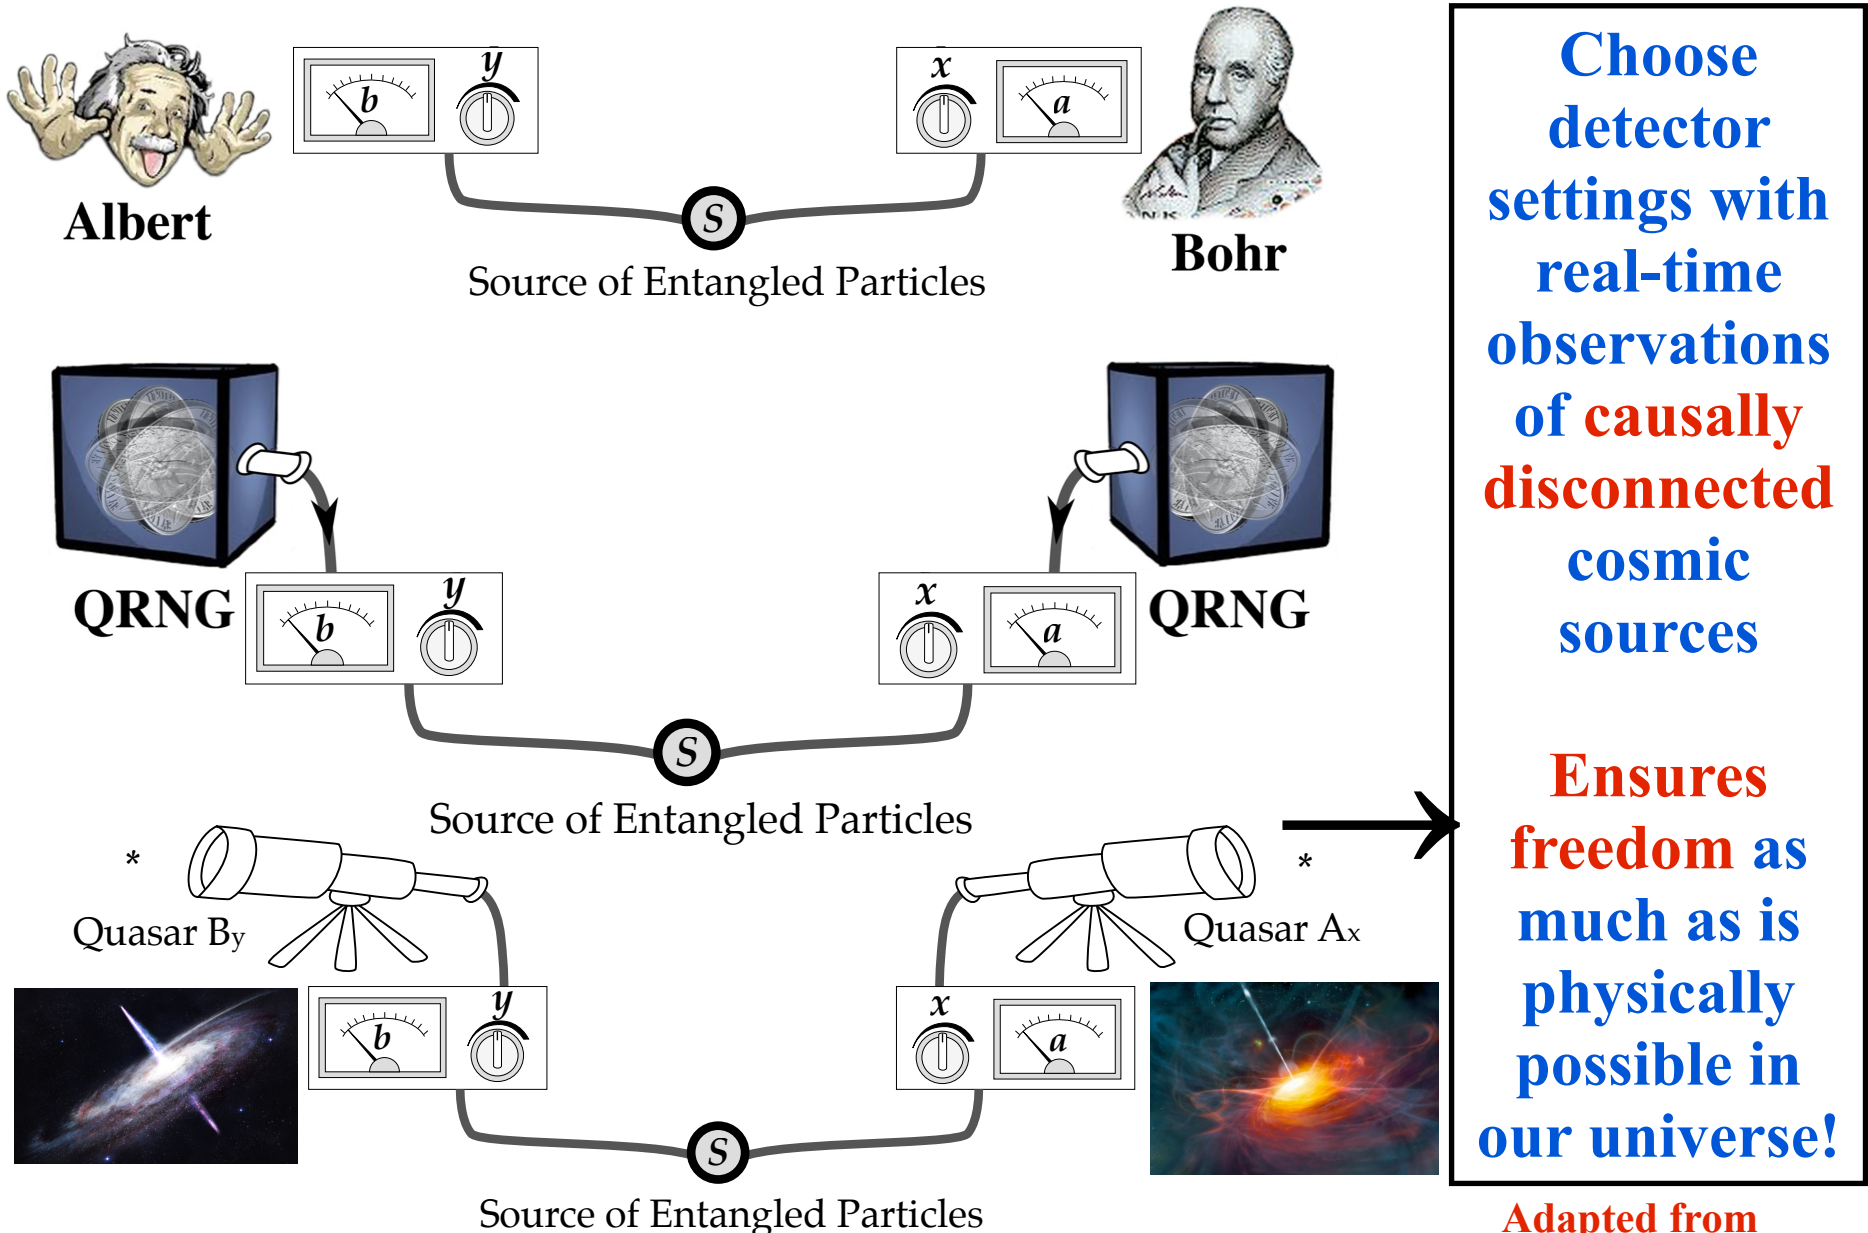 b
y
x
a
Albert
S
Bohr
Source of Entangled Particles
QRNG
b
y
x
a
QRNG
S
Source of Entangled Particles
*
Quasar By
*
Quasar Ax
b
y
x
a
S
Source of Entangled Particles
Choose
detector
settings with
real-time
observations
of causally
disconnected
cosmic
sources
Ensures
freedom as
much as is
physically
possible in
our universe!
Adapted from